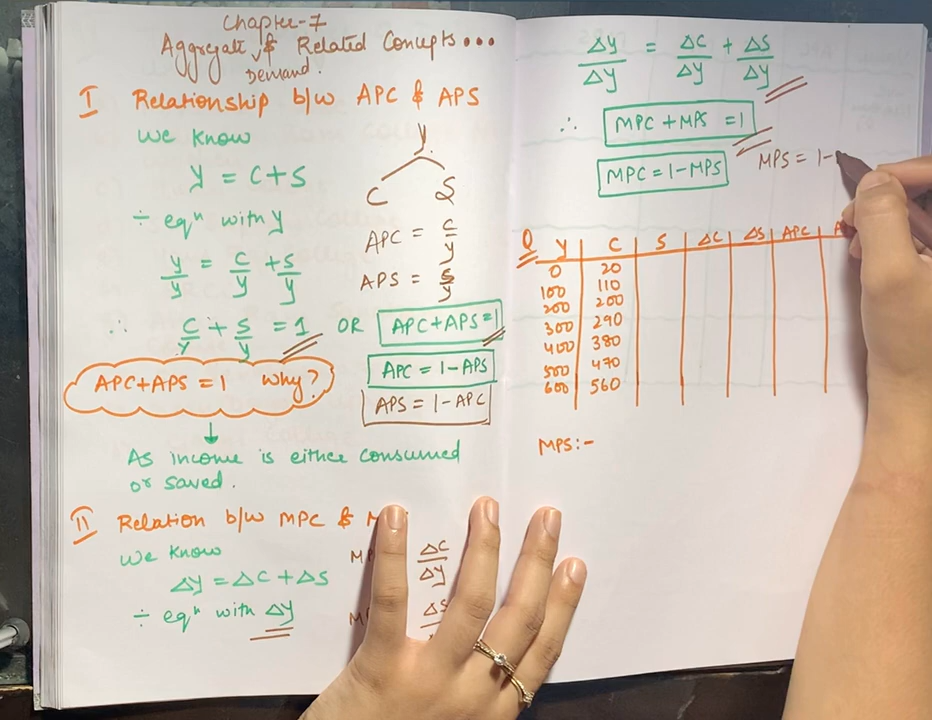 Chapter-7
Aggregate Demand & Related Concepts...
I Relationship b/w APC & APS
We know
Y = C+S
÷ eqⁿ with Y
Y/Y = C/Y + S/Y
∴ C/Y + S/Y = 1 OR APC+APS=1
Y
C S
APC = C/Y
APS = S/Y
APC = 1-APS
APS = 1-APC
APC+APS = 1 Why?
↓
As income is either consumed
or saved.
II Relation b/w MPC &
We know
ΔY = ΔC + ΔS
÷ eqⁿ with ΔY
ΔC/ΔY
ΔS
ΔY/ΔY = ΔC/ΔY + ΔS/ΔY
∴ MPC + MPS = 1
MPC = 1-MPS
MPS = 1-
Q Y C S ΔC ΔS APC
0 20
100 110
200 200
300 290
400 380
500 470
600 560
MPS:-